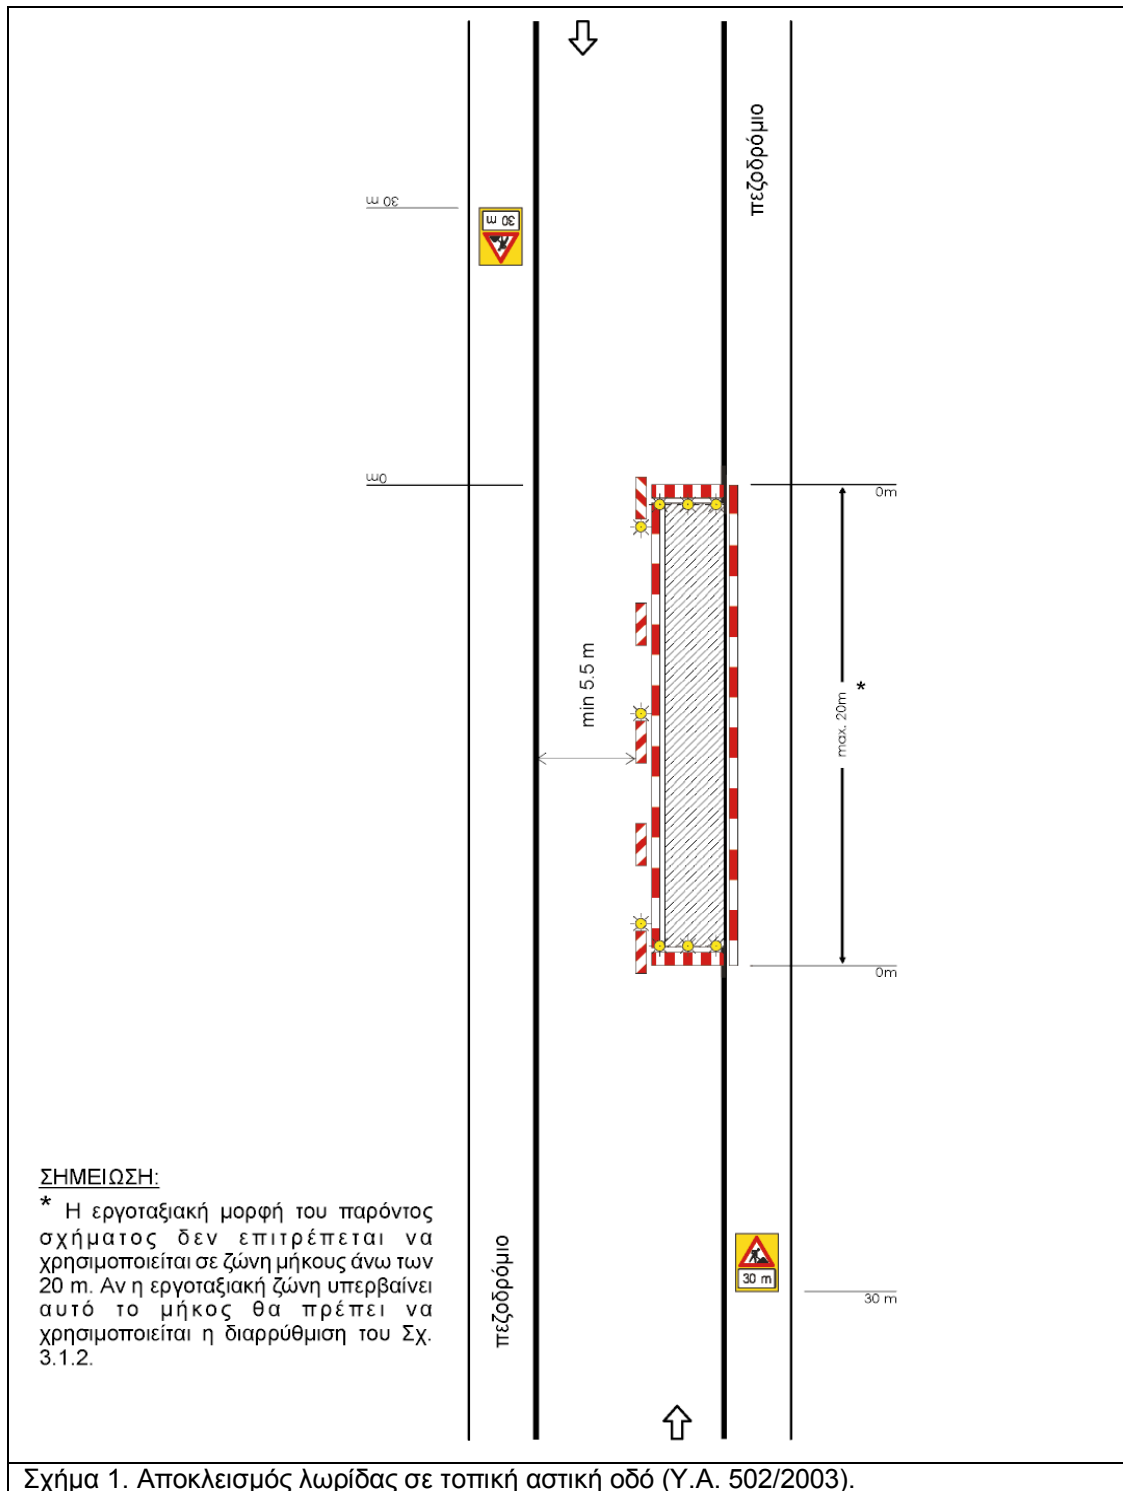 πεζοδρόμιο
30 m
30 m
0m
0m
min 5.5 m
max. 20m *
0m
ΣΗΜΕΙΩΣΗ:
* Η εργοταξιακή μορφή του παρόντος
σχήματος δεν επιτρέπεται να
χρησιμοποιείται σε ζώνη μήκους άνω των
20 m. Αν η εργοταξιακή ζώνη υπερβαίνει
αυτό το μήκος θα πρέπει να
χρησιμοποιείται η διαρρύθμιση του Σχ.
3.1.2.
πεζοδρόμιο
30 m
30 m
Σχήμα 1. Αποκλεισμός λωρίδας σε τοπική αστική οδό (Υ.Α. 502/2003).